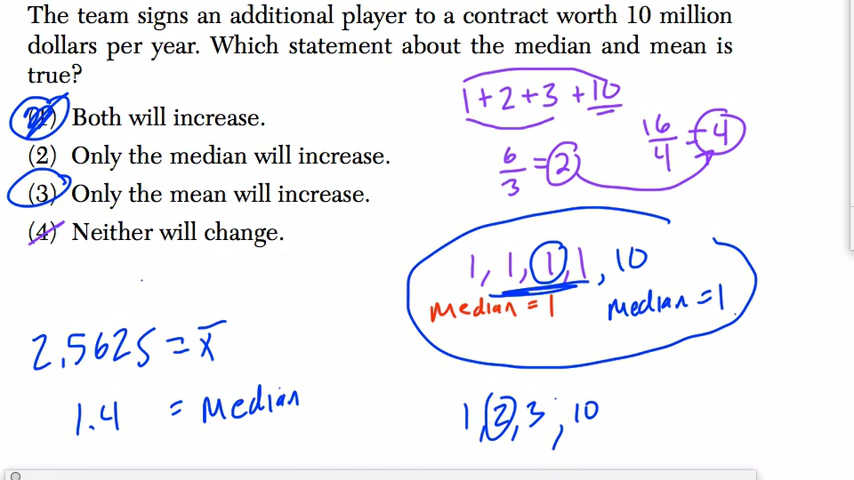 The team signs an additional player to a contract worth 10 million
dollars per year. Which statement about the median and mean is
true?
Both will increase.
(2) Only the median will increase.
(3) Only the mean will increase.
(4) Neither will change.
1+2+3+10
6/3 = 2
16/4 = 4
1, 1, 1, 1, 10
median = 1
median = 1
2.5625 = x̄
1.4 = Median
1, 2, 3, 10